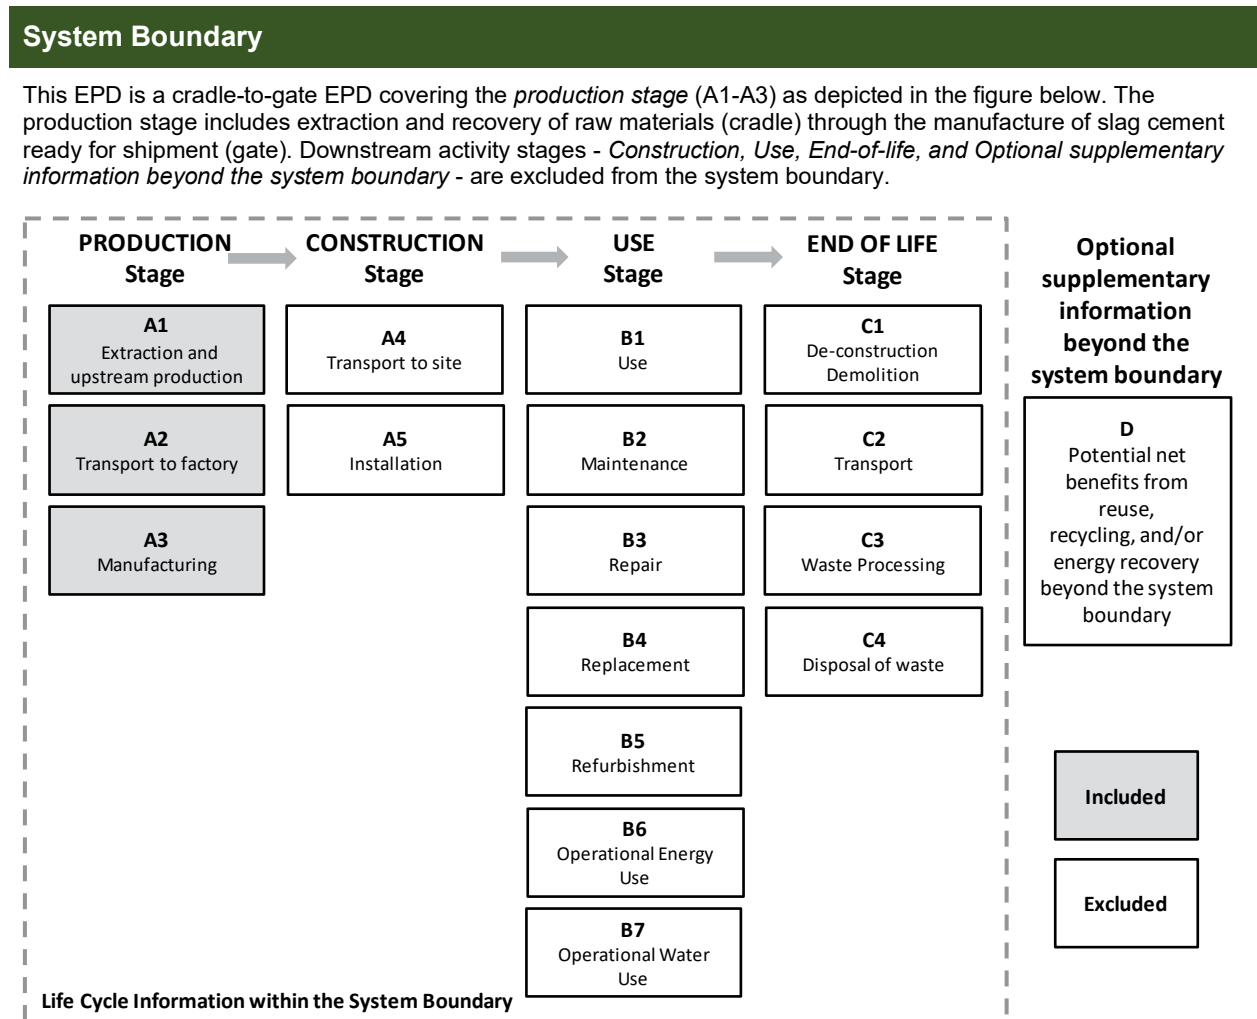 System Boundary
This EPD is a cradle-to-gate EPD covering the production stage (A1-A3) as depicted in the figure below. The
production stage includes extraction and recovery of raw materials (cradle) through the manufacture of slag cement
ready for shipment (gate). Downstream activity stages - Construction, Use, End-of-life, and Optional supplementary
information beyond the system boundary - are excluded from the system boundary.
PRODUCTION
Stage
A1
Extraction and
upstream production
A2
Transport to factory
A3
Manufacturing
CONSTRUCTION
Stage
A4
Transport to site
A5
Installation
USE
Stage
B1
Use
B2
Maintenance
B3
Repair
B4
Replacement
B5
Refurbishment
B6
Operational Energy
Use
B7
Operational Water
Use
END OF LIFE
Stage
C1
De-construction
Demolition
C2
Transport
C3
Waste Processing
C4
Disposal of waste
Life Cycle Information within the System Boundary
Optional
supplementary
information
beyond the
system boundary
D
Potential net
benefits from
reuse,
recycling, and/or
energy recovery
beyond the system
boundary
Included
Excluded